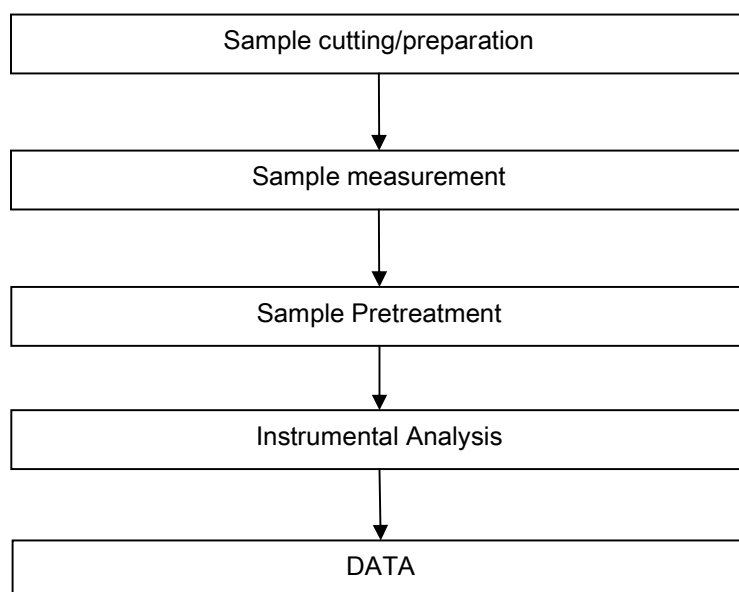 Sample cutting/preparation
Sample measurement
Sample Pretreatment
Instrumental Analysis
DATA